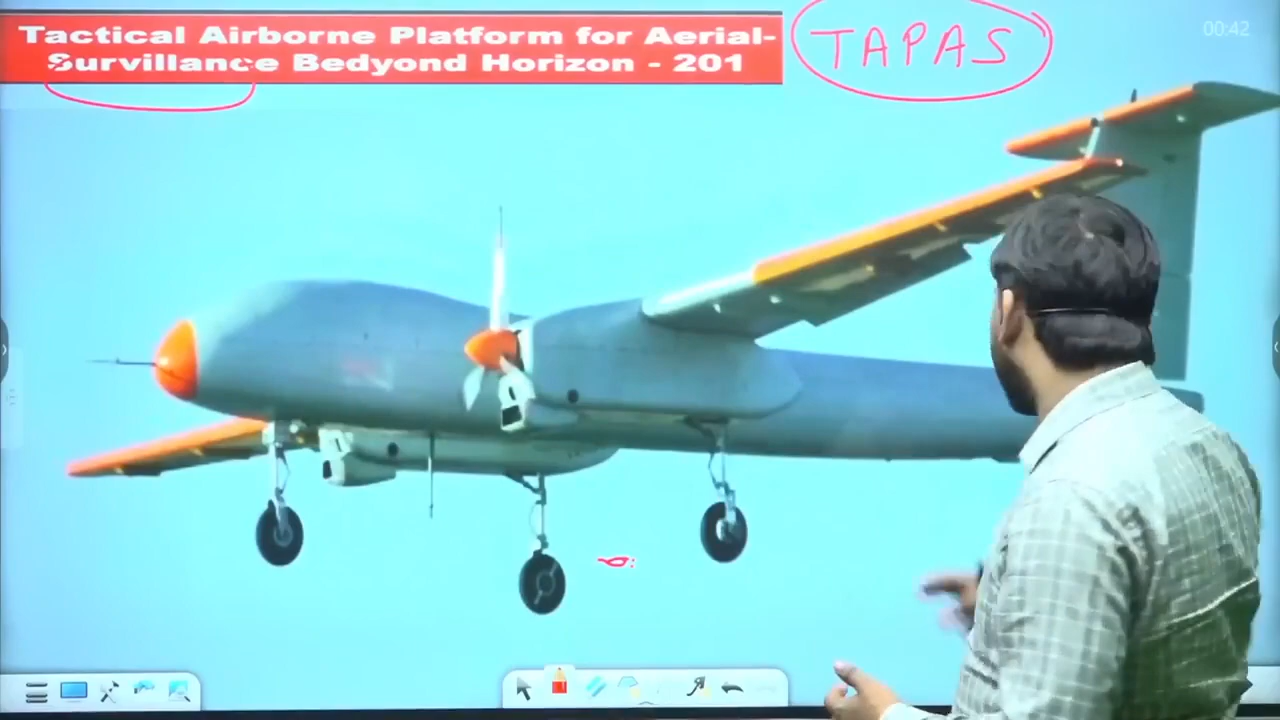 Tactical Airborne Platform for Aerial-
Survillance Bedyond Horizon - 201
TAPAS
00:42